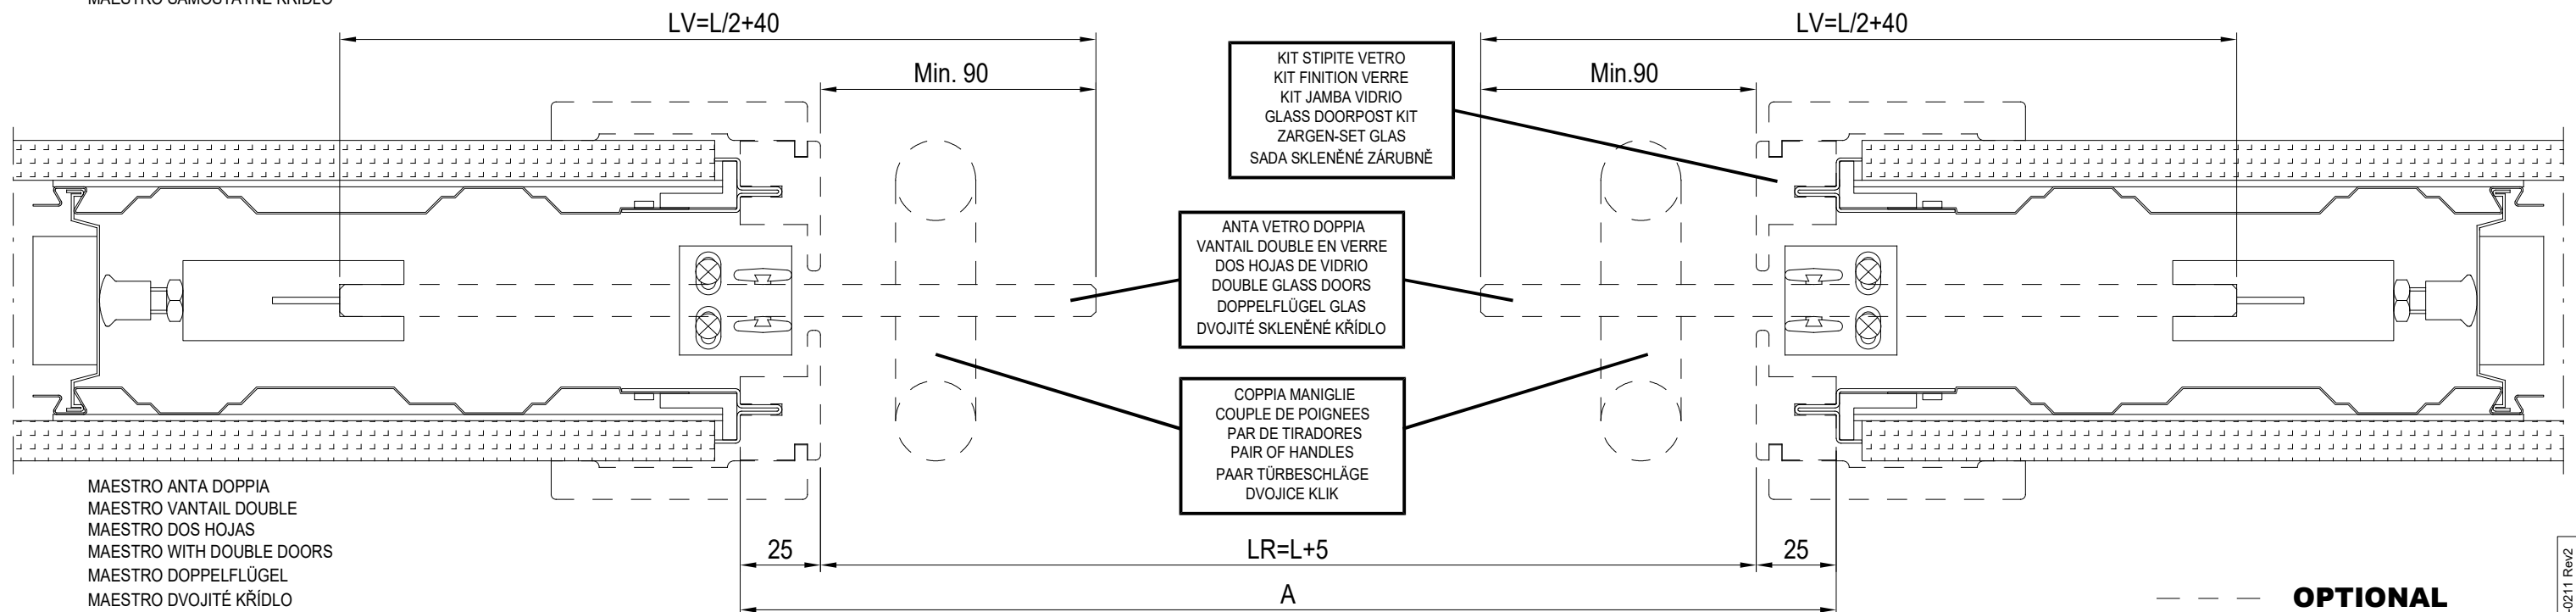 LV=L/2+40
LV=L/2+40
Min. 90
Min.90
KIT STIPITE VETRO
KIT FINITION VERRE
KIT JAMBA VIDRIO
GLASS DOORPOST KIT
ZARGEN-SET GLAS
SADA SKLENĚNÉ ZÁRUBNĚ
ANTA VETRO DOPPIA
VANTAIL DOUBLE EN VERRE
DOS HOJAS DE VIDRIO
DOUBLE GLASS DOORS
DOPPELFLÜGEL GLAS
DVOJITÉ SKLENĚNÉ KŘÍDLO
COPPIA MANIGLIE
COUPLE DE POIGNEES
PAR DE TIRADORES
PAIR OF HANDLES
PAAR TÜRBESCHLÄGE
DVOJICE KLIK
MAESTRO ANTA DOPPIA
MAESTRO VANTAIL DOUBLE
MAESTRO DOS HOJAS
MAESTRO WITH DOUBLE DOORS
MAESTRO DOPPELFLÜGEL
MAESTRO DVOJITÉ KŘÍDLO
25
LR=L+5
25
A
OPTIONAL
-0211 Rev2